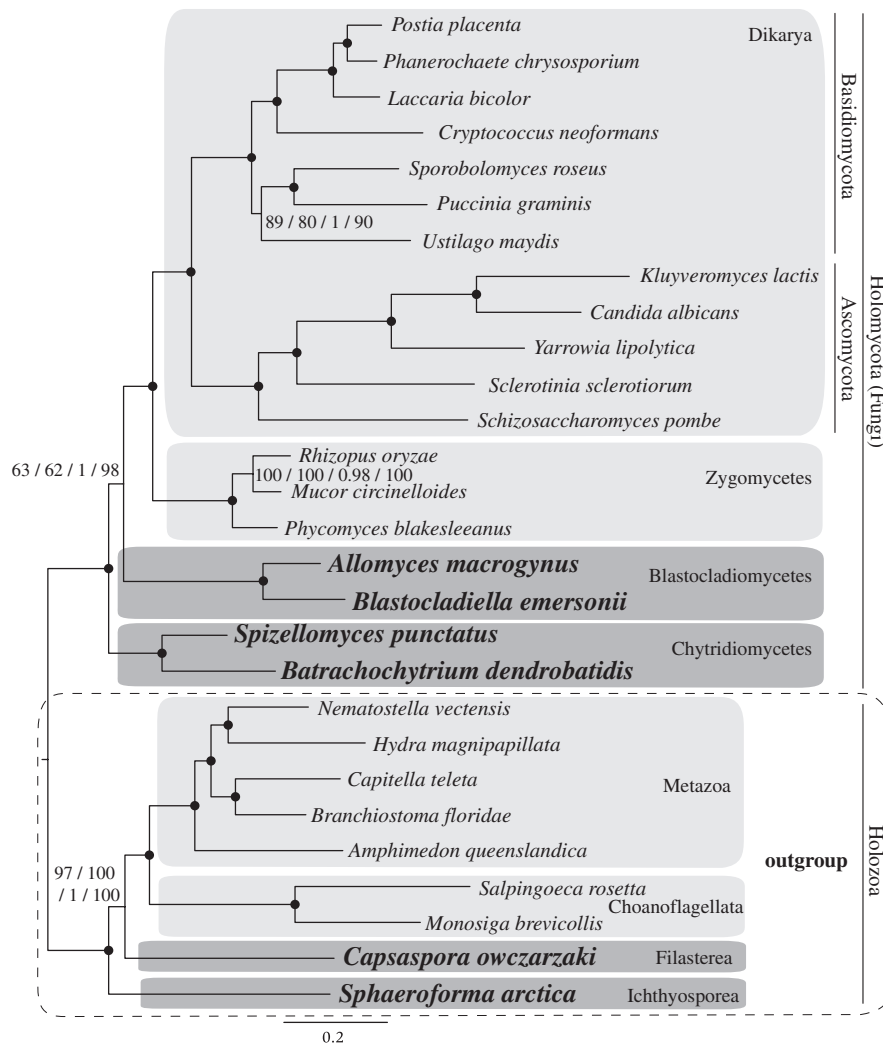 Postia placenta
Dikarya
Phanerochaete chrysosporium
Laccaria bicolor
Cryptococcus neoformans
Sporobolomyces roseus
Puccinia graminis
89 / 80 / 1 / 90
Ustilago maydis
Basidiomycota
Kluyveromyces lactis
Candida albicans
Yarrowia lipolytica
Sclerotinia sclerotiorum
Schizosaccharomyces pombe
Ascomycota
Holomycota (Fungi)
63 / 62 / 1 / 98
Rhizopus oryzae
100 / 100 / 0.98 / 100
Mucor circinelloides
Zygomycetes
Phycomyces blakesleeanus
Allomyces macrogynus
Blastocladiomycetes
Blastocladiella emersonii
Spizellomyces punctatus
Chytridiomycetes
Batrachochytrium dendrobatidis
Nematostella vectensis
Hydra magnipapillata
Capitella teleta
Metazoa
Branchiostoma floridae
Amphimedon queenslandica
outgroup
Holozoa
97 / 100
/ 1 / 100
Salpingoeca rosetta
Choanoflagellata
Monosiga brevicollis
Capsaspora owczarzaki
Filasterea
Sphaeroforma arctica
Ichthyosporea
0.2